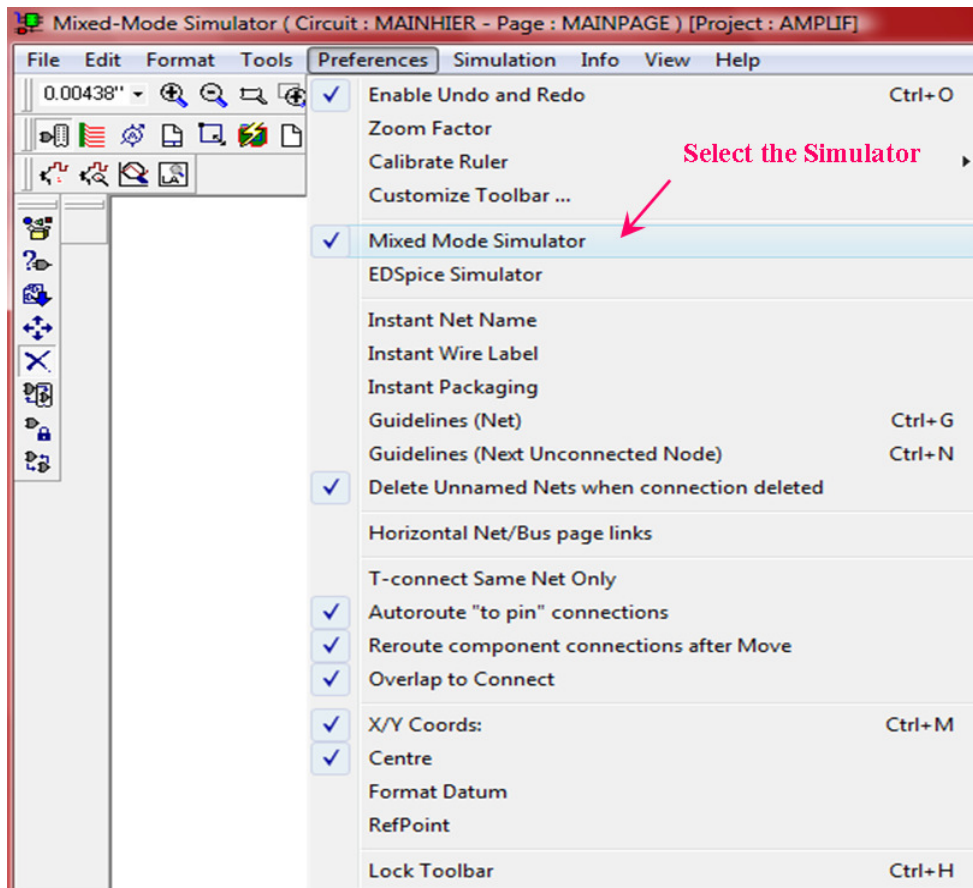 Mixed-Mode Simulator ( Circuit : MAINHIER - Page : MAINPAGE ) [Project : AMPLIF]
File Edit Format Tools Preferences Simulation Info View Help
0.00438"
Enable Undo and Redo Ctrl+O
Zoom Factor
Calibrate Ruler
Select the Simulator
Customize Toolbar ...
Mixed Mode Simulator
EDSpice Simulator
Instant Net Name
Instant Wire Label
Instant Packaging
Guidelines (Net) Ctrl+G
Guidelines (Next Unconnected Node) Ctrl+N
Delete Unnamed Nets when connection deleted
Horizontal Net/Bus page links
T-connect Same Net Only
Autoroute "to pin" connections
Reroute component connections after Move
Overlap to Connect
X/Y Coords: Ctrl+M
Centre
Format Datum
RefPoint
Lock Toolbar Ctrl+H